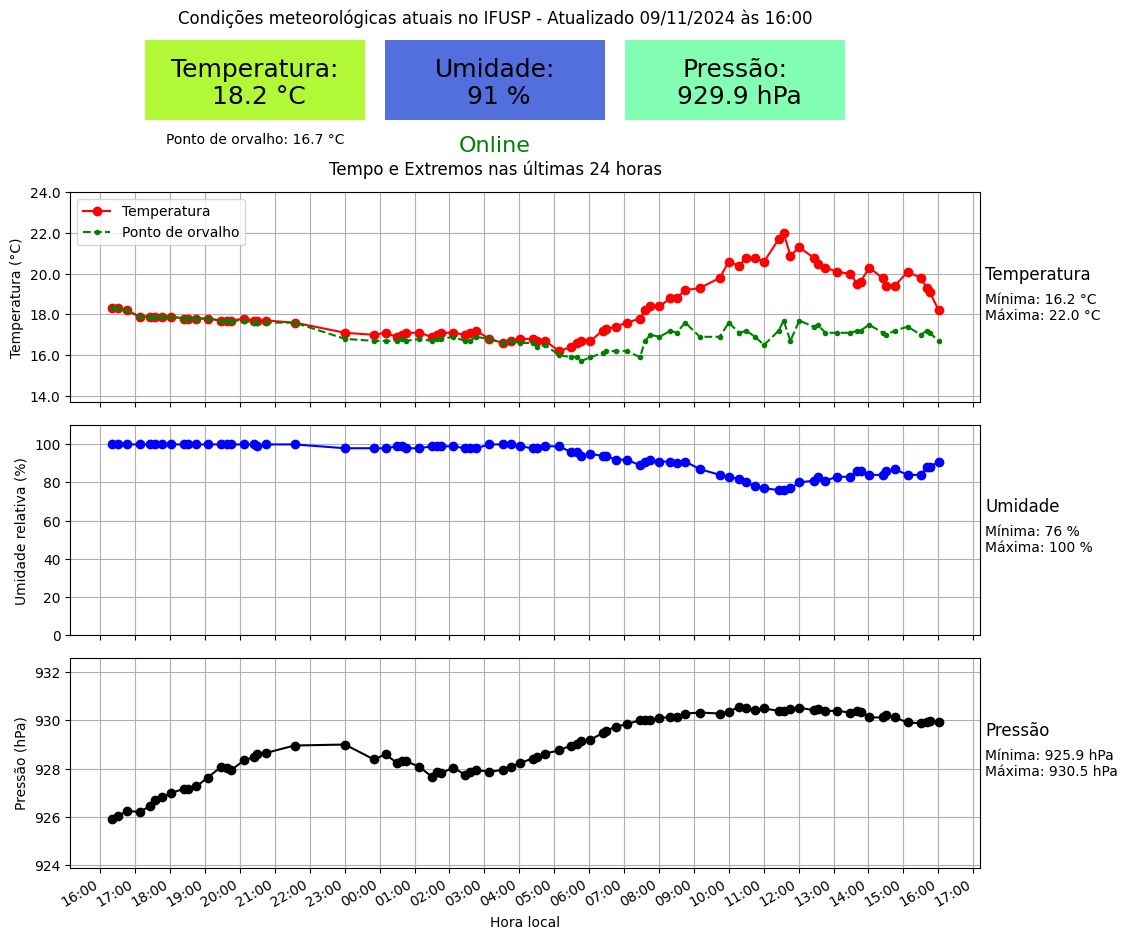 Condições meteorológicas atuais no IFUSP - Atualizado 09/11/2024 às 16:00
Temperatura:
18.2 °C
Umidade:
91 %
Pressão:
929.9 hPa
Ponto de orvalho: 16.7 °C
Online
Tempo e Extremos nas últimas 24 horas
Temperatura (°C)
24.0
22.0
20.0
18.0
16.0
14.0
Temperatura
Ponto de orvalho
Temperatura
Mínima: 16.2 °C
Máxima: 22.0 °C
Umidade relativa (%)
100
80
60
40
20
0
Umidade
Mínima: 76 %
Máxima: 100 %
Pressão (hPa)
932
930
928
926
924
Pressão
Mínima: 925.9 hPa
Máxima: 930.5 hPa
16:00 17:00 18:00 19:00 20:00 21:00 22:00 23:00 00:00 01:00 02:00 03:00 04:00 05:00 06:00 07:00 08:00 09:00 10:00 11:00 12:00 13:00 14:00 15:00 16:00 17:00
Hora local